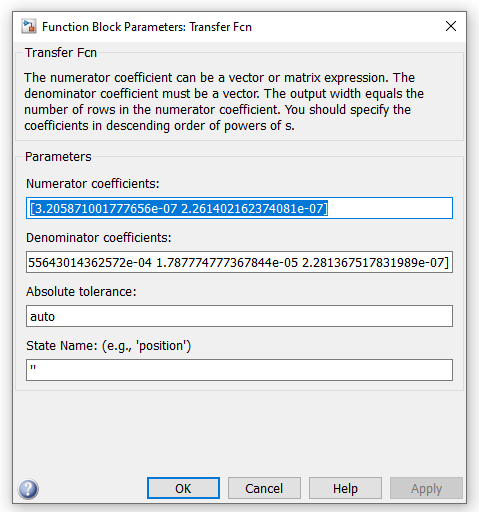 Function Block Parameters: Transfer Fcn
Transfer Fcn
The numerator coefficient can be a vector or matrix expression. The
denominator coefficient must be a vector. The output width equals the
number of rows in the numerator coefficient. You should specify the
coefficients in descending order of powers of s.
Parameters
Numerator coefficients:
[3.205871001777656e-07 2.261402162374081e-07]
Denominator coefficients:
55643014362572e-04 1.787774777367844e-05 2.281367517831989e-07]
Absolute tolerance:
auto
State Name: (e.g., 'position')
''
?
OK Cancel Help Apply